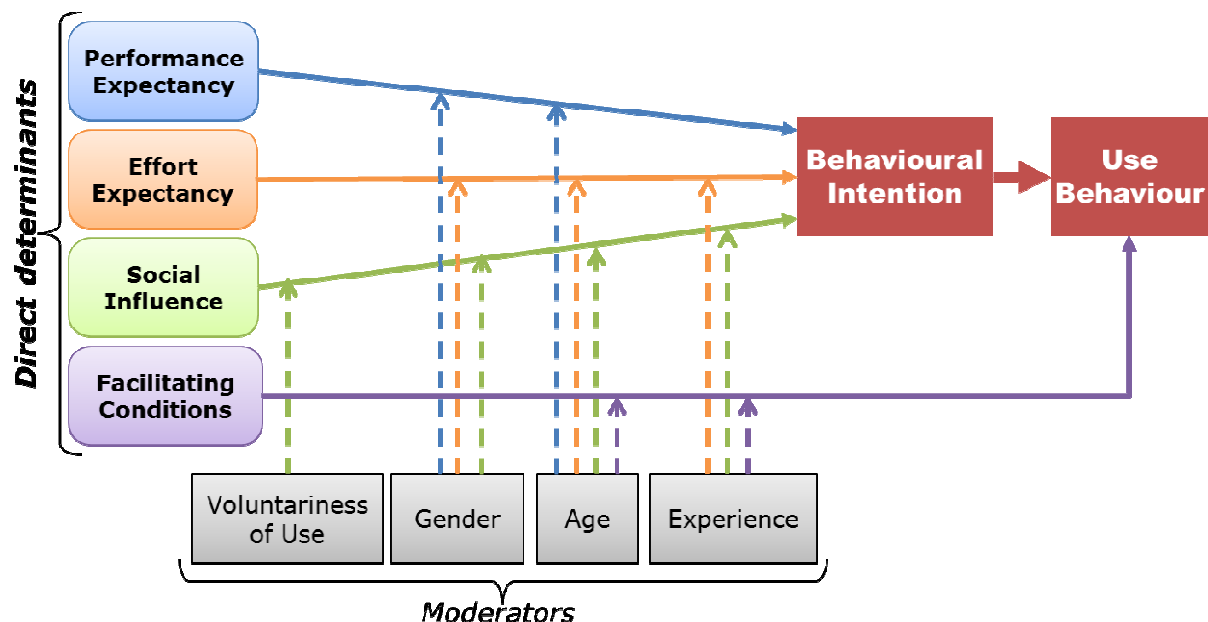 Direct determinants
Performance
Expectancy
Effort
Expectancy
Social
Influence
Facilitating
Conditions
Behavioural
Intention
Use
Behaviour
Voluntariness
of Use
Gender
Age
Experience
Moderators